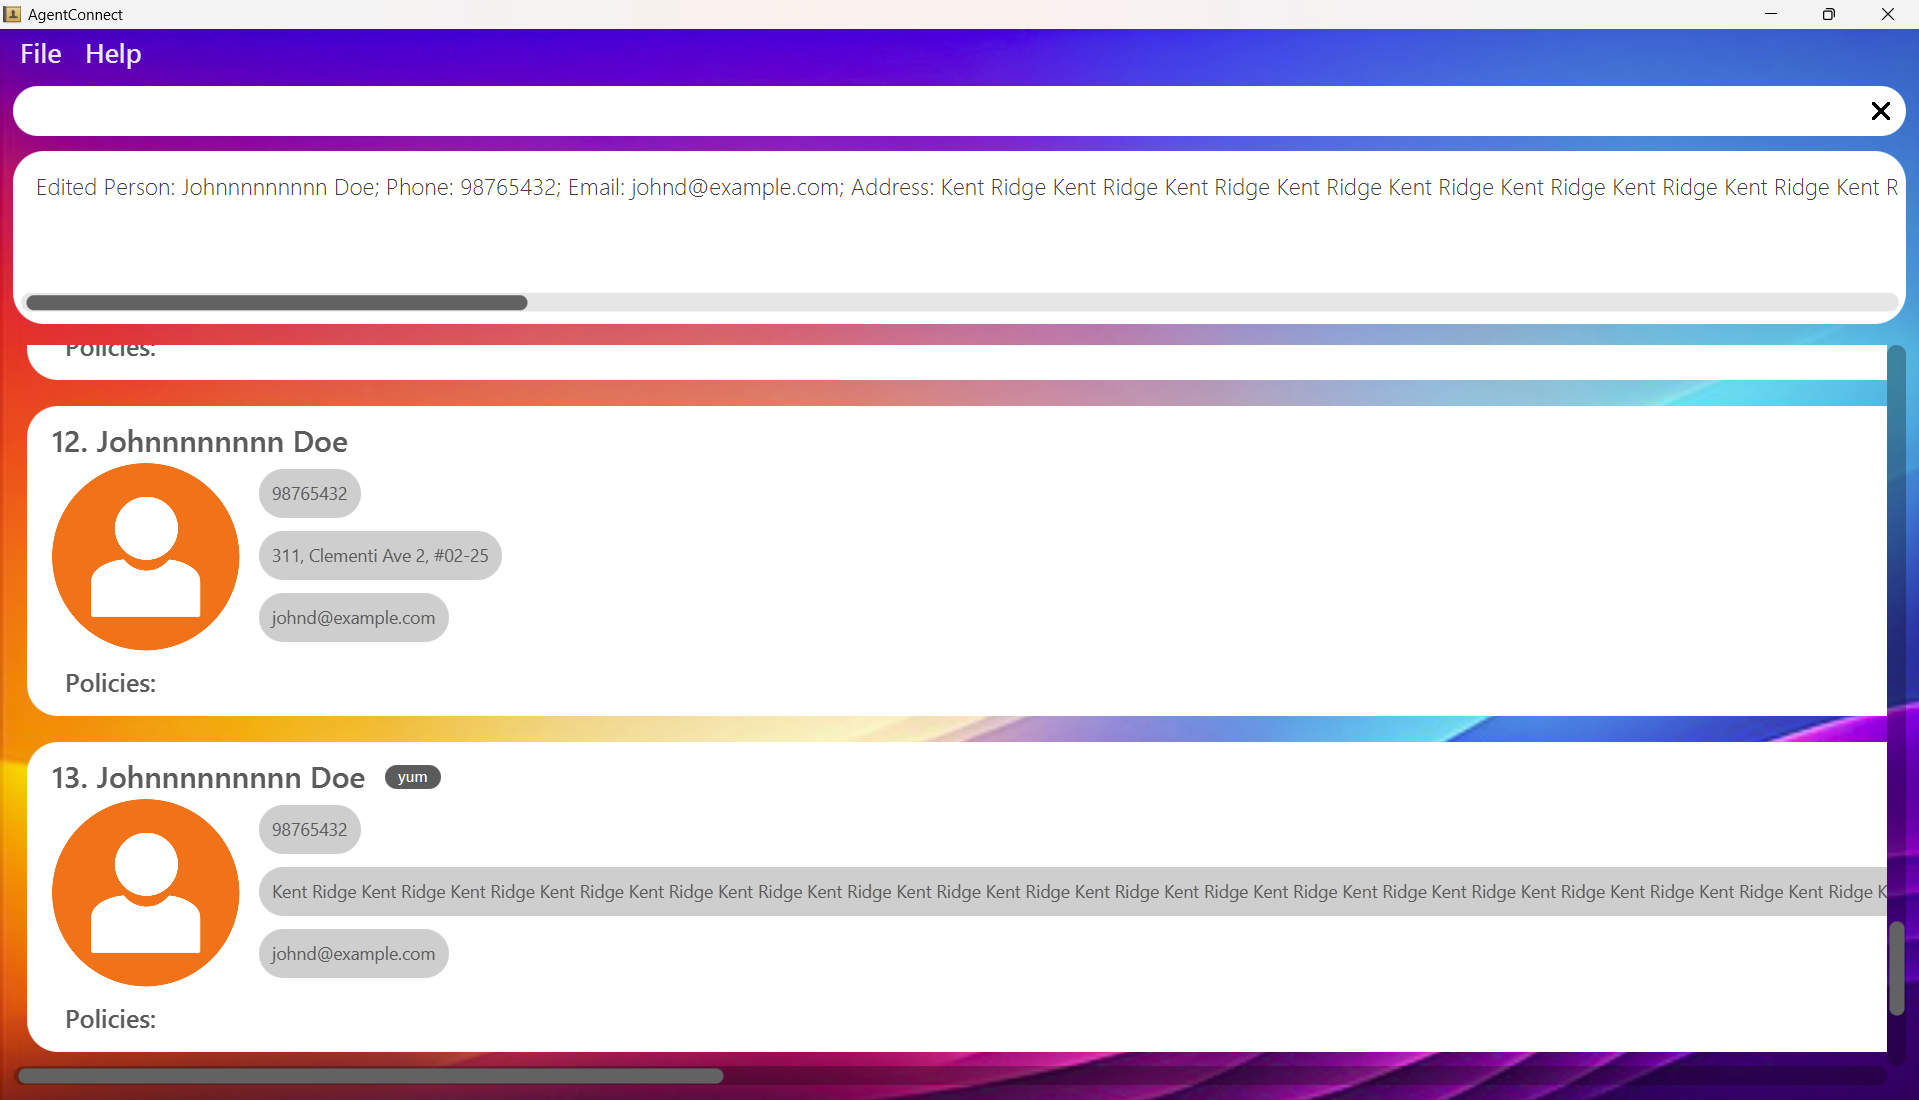 AgentConnect
File Help
Edited Person: Johnnnnnnnnn Doe; Phone: 98765432; Email: johnd@example.com; Address: Kent Ridge Kent Ridge Kent Ridge Kent Ridge Kent Ridge Kent Ridge Kent Ridge Kent Ridge Kent R
Policies:
12. Johnnnnnnnn Doe
98765432
311, Clementi Ave 2, #02-25
johnd@example.com
Policies:
13. Johnnnnnnnnn Doe yum
98765432
Kent Ridge Kent Ridge Kent Ridge Kent Ridge Kent Ridge Kent Ridge Kent Ridge Kent Ridge Kent Ridge Kent Ridge Kent Ridge Kent Ridge Kent Ridge Kent Ridge Kent Ridge Kent Ridge Kent Ridge Kent Ridge K
johnd@example.com
Policies: